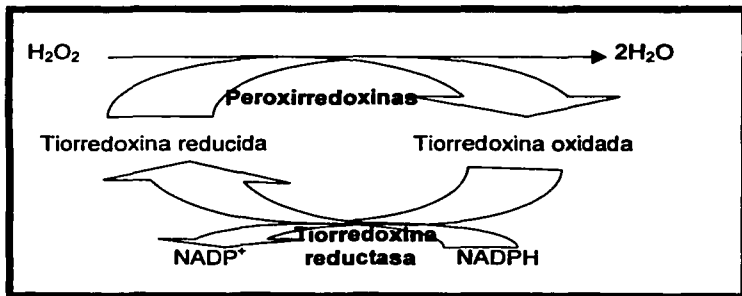 H₂O₂ 2H₂O
Peroxirredoxinas
Tiorredoxina reducida Tiorredoxina oxidada
Tiorredoxina
reductasa
NADP⁺ NADPH